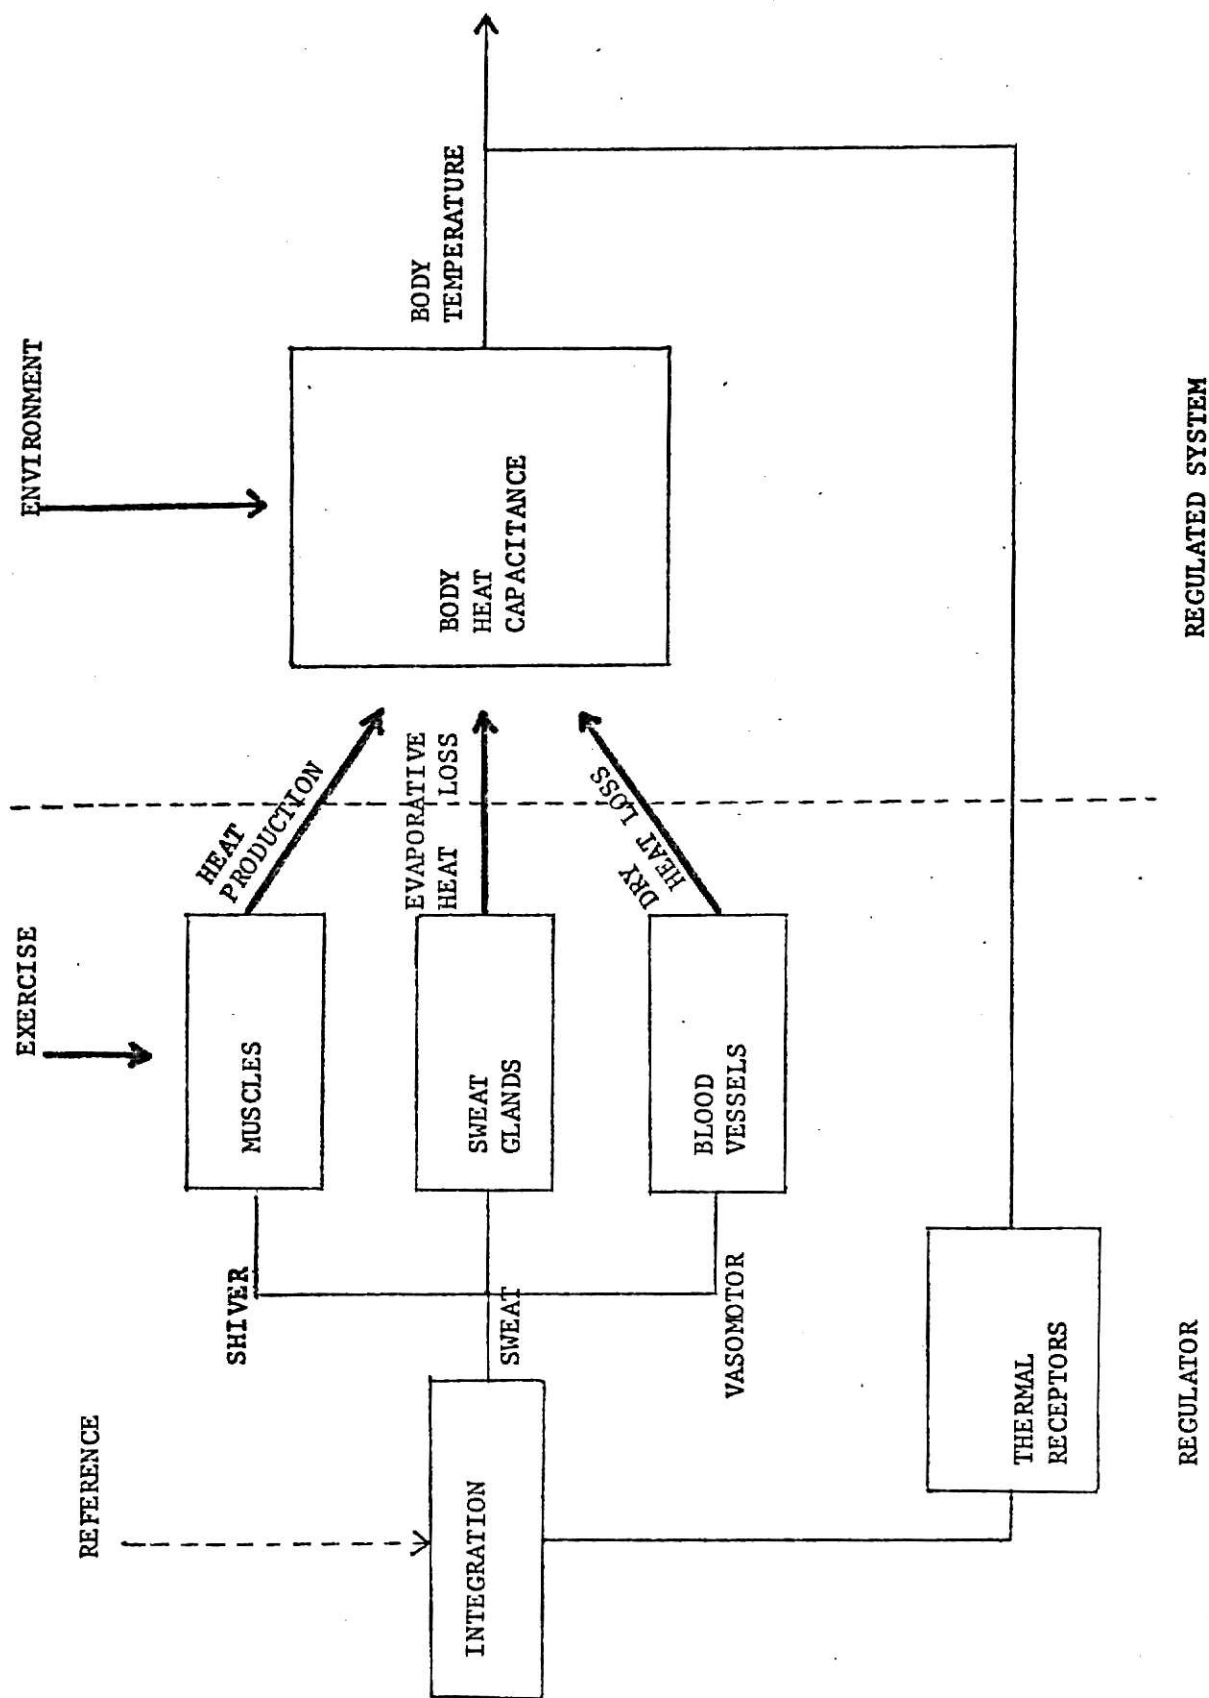 REFERENCE
EXERCISE
ENVIRONMENT
SHIVER
MUSCLES
HEAT
PRODUCTION
INTEGRATION
SWEAT
SWEAT
GLANDS
EVAPORATIVE
HEAT LOSS
BODY
HEAT
CAPACITANCE
BODY
TEMPERATURE
VASOMOTOR
BLOOD
VESSELS
DRY
HEAT LOSS
THERMAL
RECEPTORS
REGULATOR
REGULATED SYSTEM